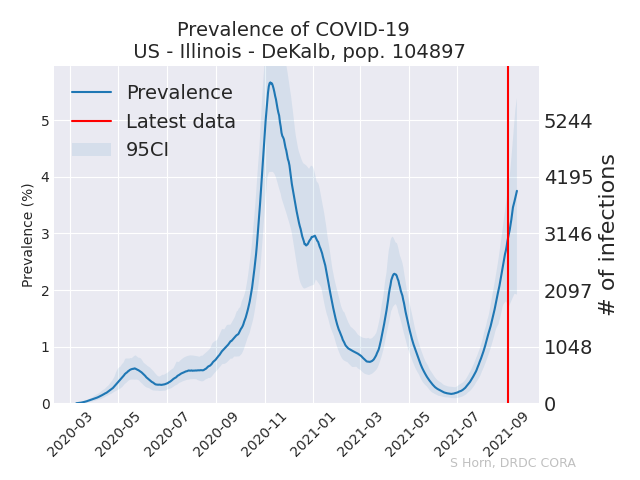 Prevalence of COVID-19
US - Illinois - DeKalb, pop. 104897
Prevalence
Latest data
95CI
Prevalence (%)
5
4
3
2
1
0
5244
4195
3146
2097
1048
0
# of infections
2020-03
2020-05
2020-07
2020-09
2020-11
2021-01
2021-03
2021-05
2021-07
2021-09
S Horn, DRDC CORA